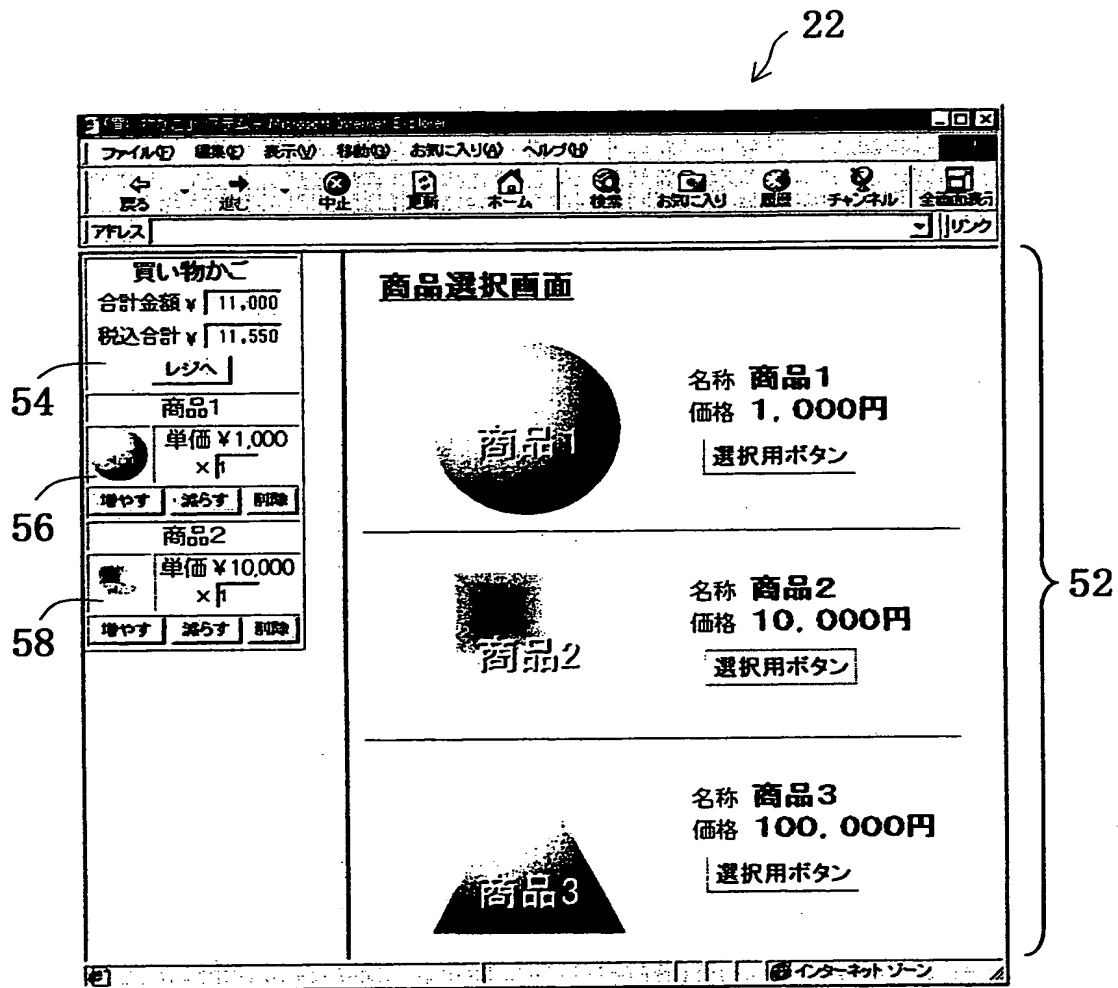 22
ファイル(F) 編集(E) 表示(V) 移動(G) お気に入り(A) ヘルプ(H)
戻る 進む 中止 更新 ホーム 検索 お気に入り 履歴 チャンネル 全画面表示
アドレス リンク
買い物かご
合計金額 ¥ 11,000
税込合計 ¥ 11,550
レジへ
54
商品1
単価 ¥1,000
×1
増やす 減らす 削除
56
商品2
単価 ¥10,000
×1
増やす 減らす 削除
58
商品選択画面
商品1
名称 商品1
価格 1,000円
選択用ボタン
商品2
名称 商品2
価格 10,000円
選択用ボタン
52
商品3
名称 商品3
価格 100,000円
選択用ボタン
インターネット ゾーン